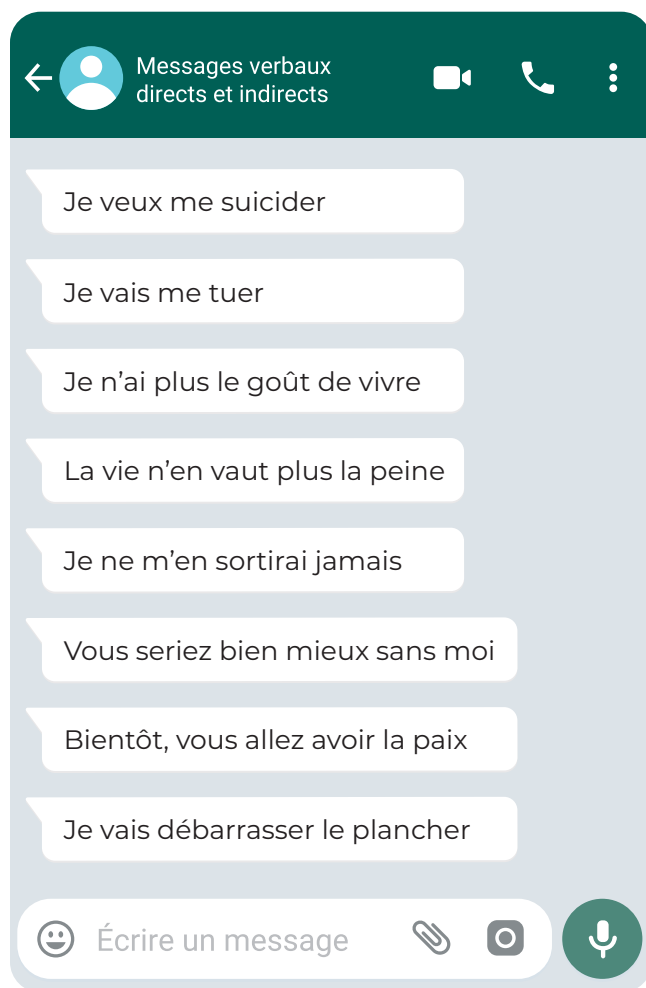 Messages verbaux
directs et indirects
Je veux me suicider
Je vais me tuer
Je n’ai plus le goût de vivre
La vie n’en vaut plus la peine
Je ne m’en sortirai jamais
Vous seriez bien mieux sans moi
Bientôt, vous allez avoir la paix
Je vais débarrasser le plancher
Écrire un message